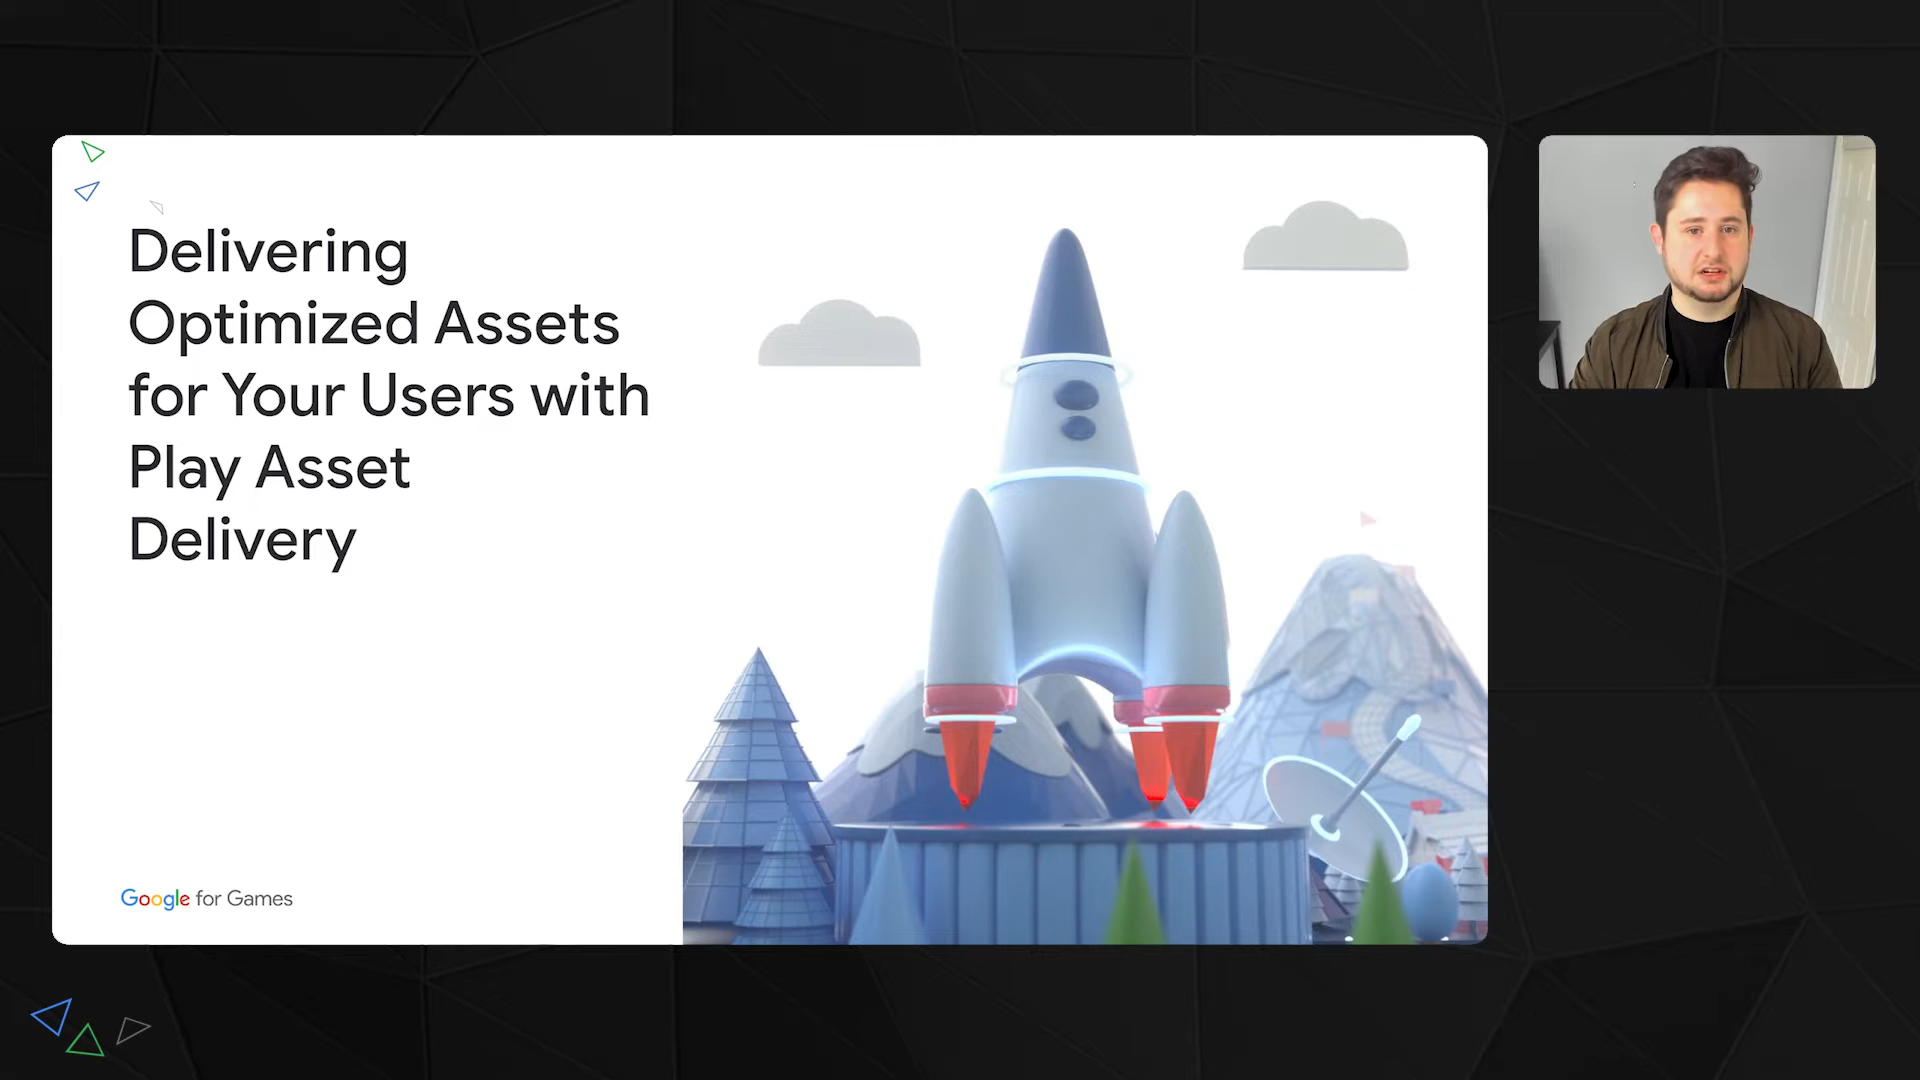 Delivering
Optimized Assets
for Your Users with
Play Asset
Delivery
Google for Games